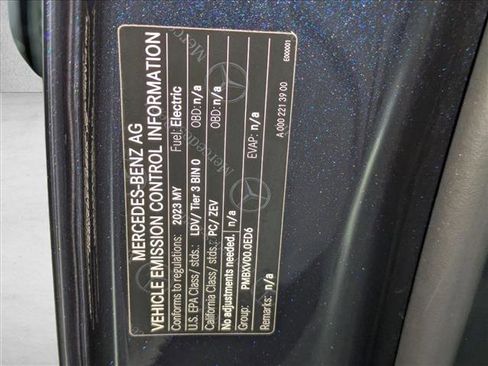 MERCEDES-BENZ AG
VEHICLE EMISSION CONTROL INFORMATION
Conforms to regulations: 2023 MY Fuel: Electric
U.S. EPA Class/ stds.: LDV/ Tier 3 BIN 0 OBD: n/a
California Class/ stds.: PC/ ZEV OBD: n/a
No adjustments needed. n/a
Group: PMBXV00.0ED6 EVAP: n/a
Remarks: n/a
A 000 221 39 00
E00001